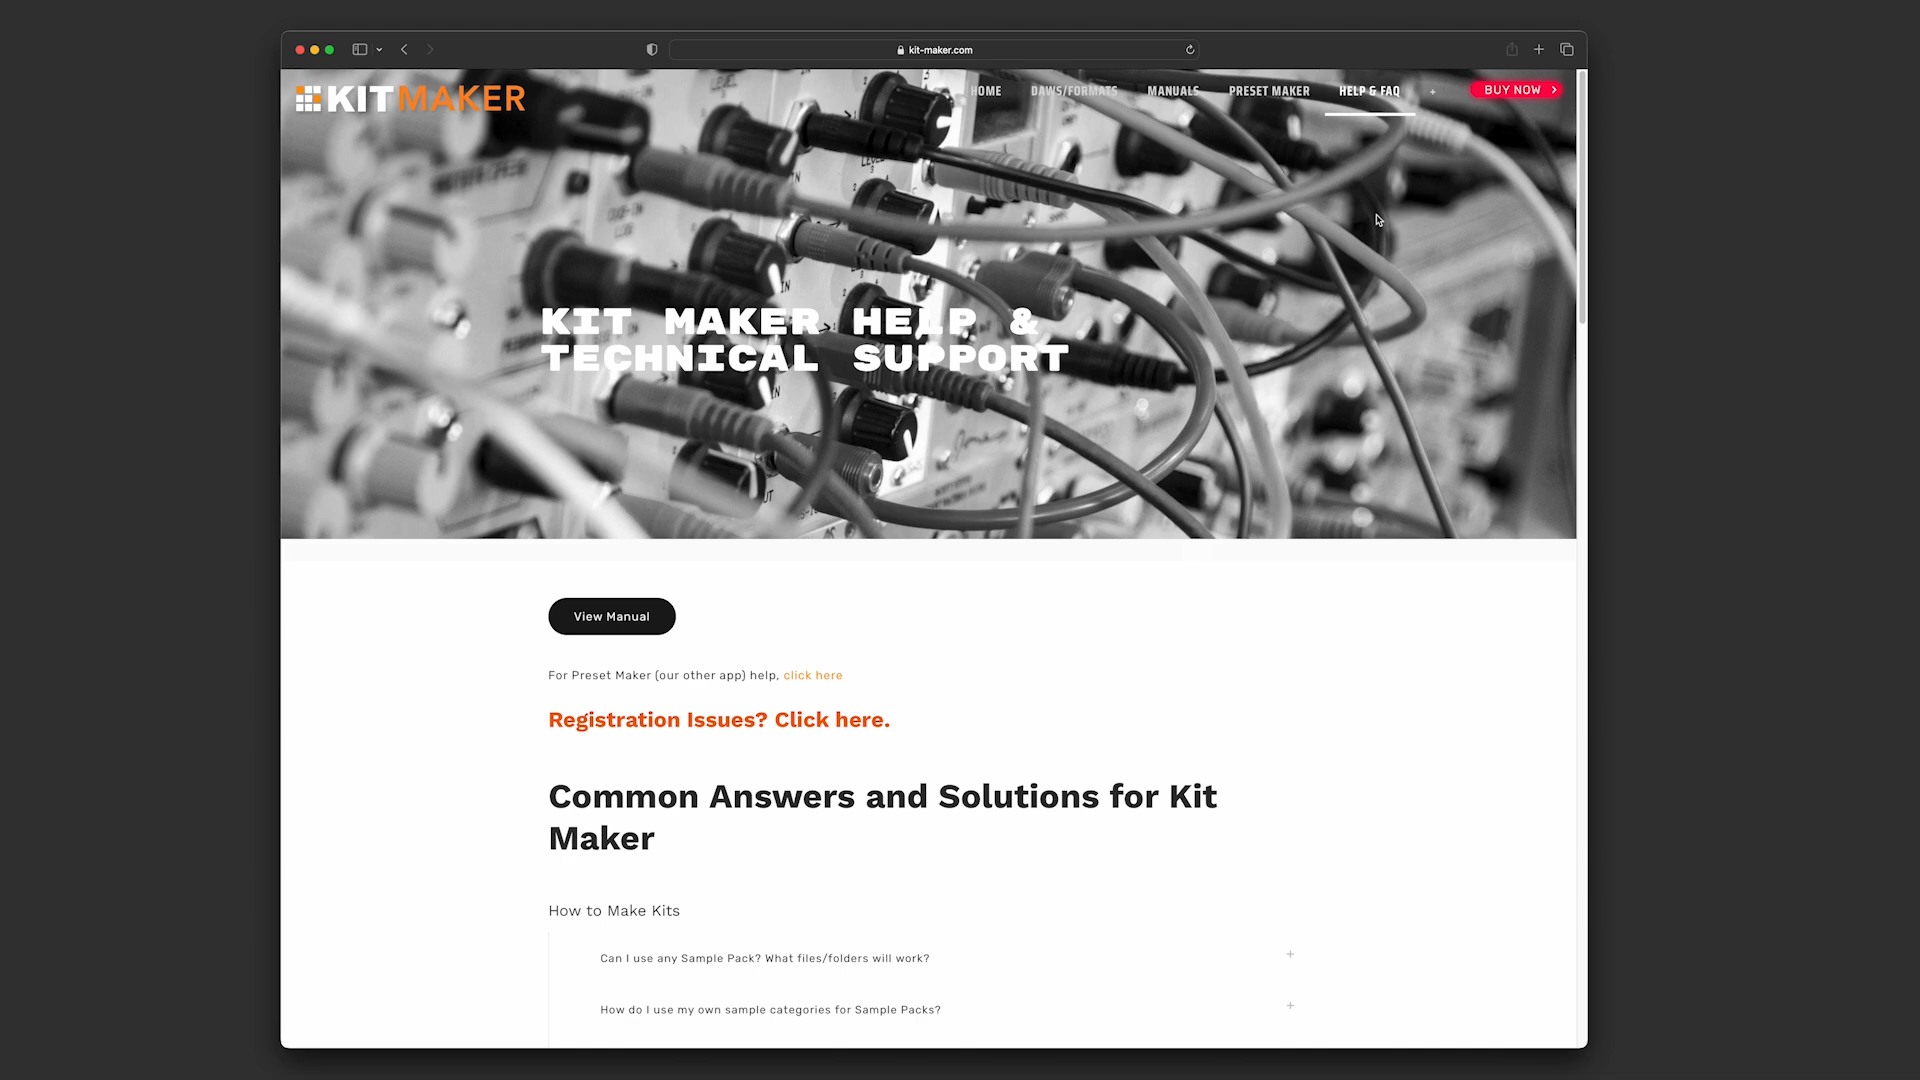 kit-maker.com
KITMAKER
HOME DAWS/FORMATS MANUALS PRESET MAKER HELP & FAQ + BUY NOW >
KIT MAKER HELP &
TECHNICAL SUPPORT
View Manual
For Preset Maker (our other app) help, click here
Registration Issues? Click here.
Common Answers and Solutions for Kit
Maker
How to Make Kits
Can I use any Sample Pack? What files/folders will work? +
How do I use my own sample categories for Sample Packs? +